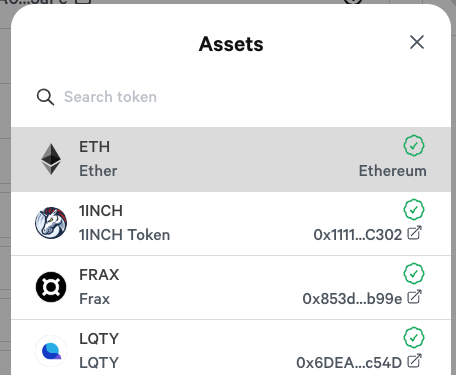 Assets
Search token
ETH
Ether Ethereum
1INCH
1INCH Token 0x1111...C302
FRAX
Frax 0x853d...b99e
LQTY
LQTY 0x6DEA...c54D